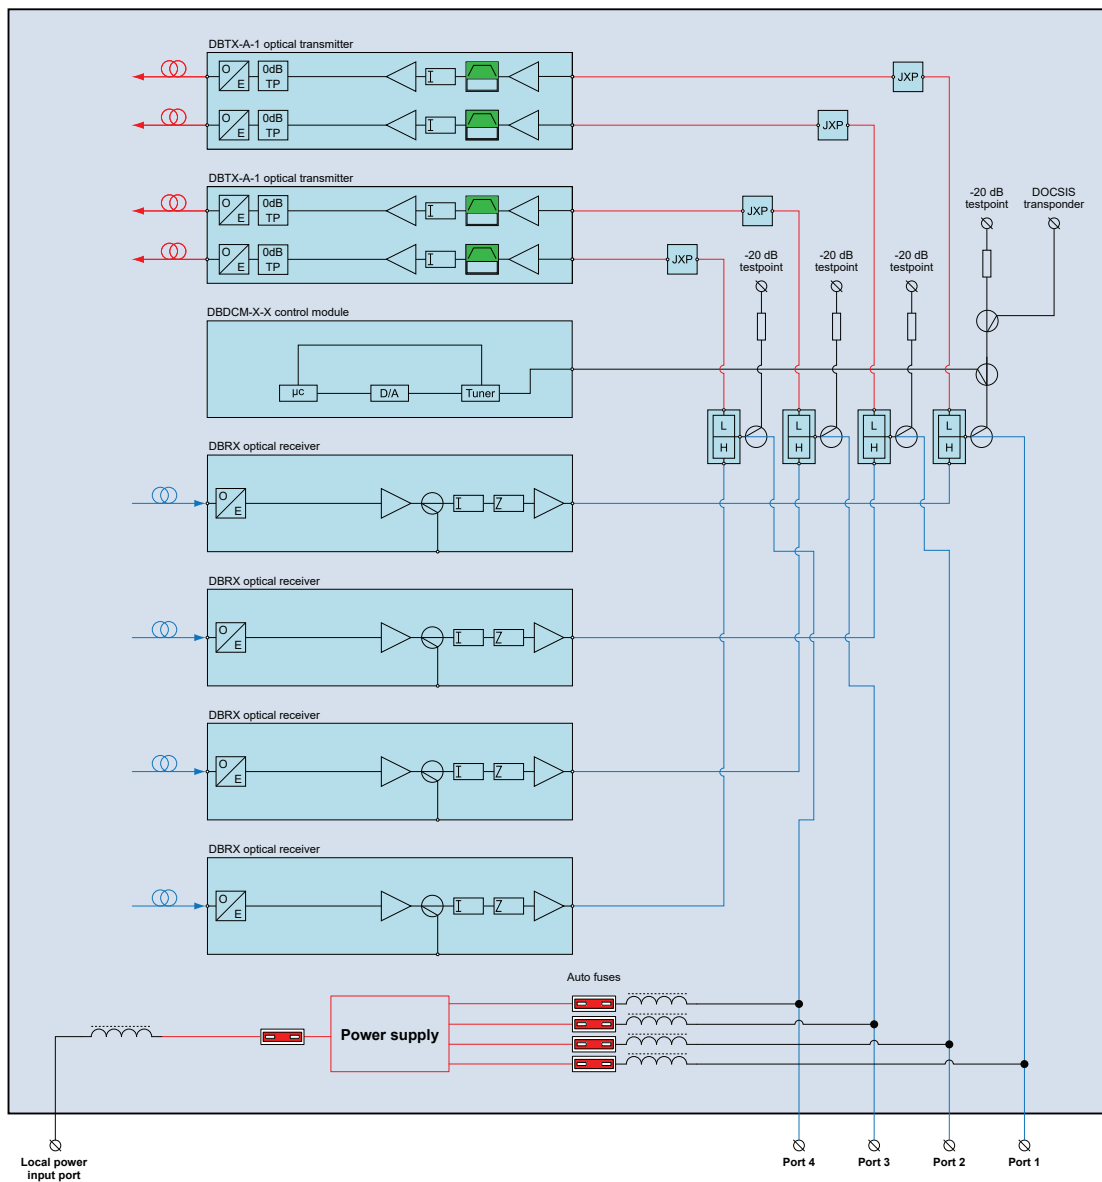 DBTX-A-1 optical transmitter
O
E
0dB
TP
JXP
O
E
0dB
TP
JXP
DBTX-A-1 optical transmitter
O
E
0dB
TP
JXP
O
E
0dB
TP
JXP
-20 dB
testpoint
DOCSIS
transponder
-20 dB
testpoint
-20 dB
testpoint
-20 dB
testpoint
DBDCM-X-X control module
µc
D/A
Tuner
L
H
L
H
L
H
L
H
DBRX optical receiver
O
E
I
Z
DBRX optical receiver
O
E
I
Z
DBRX optical receiver
O
E
I
Z
DBRX optical receiver
O
E
I
Z
Auto fuses
Power supply
Local power
input port
Port 4
Port 3
Port 2
Port 1